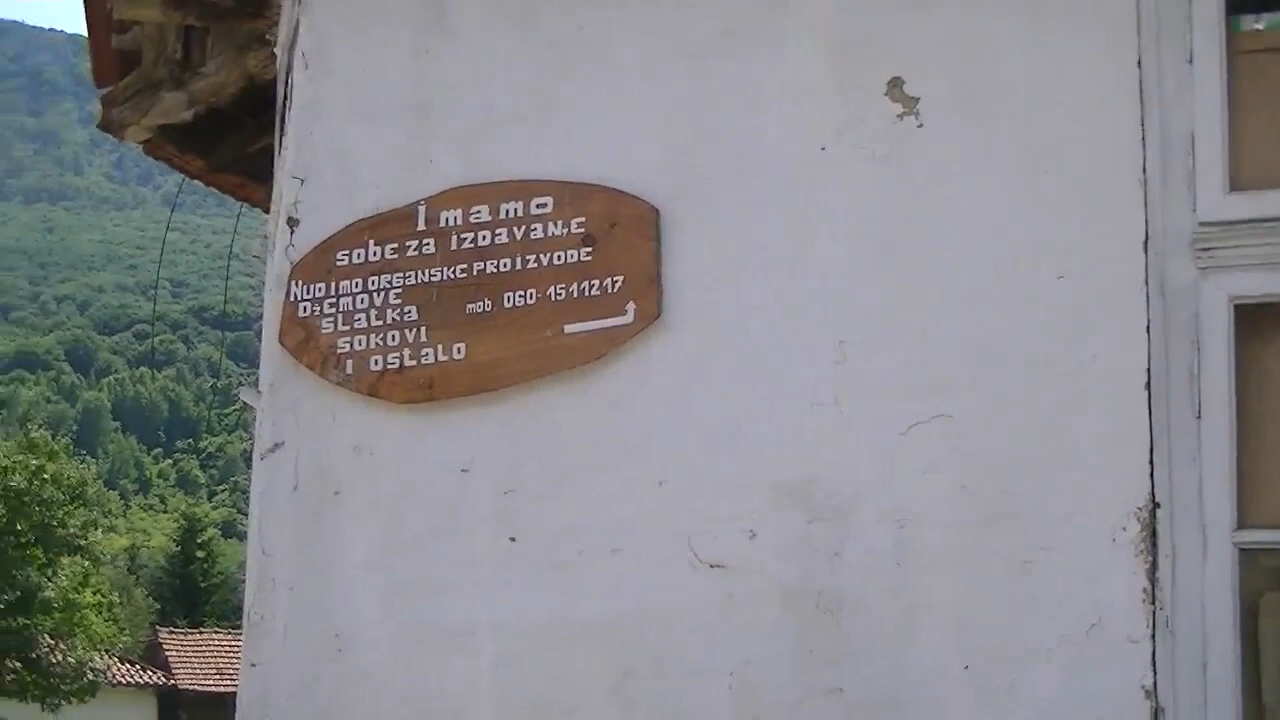 Imamo
sobe za izdavanje
Nudimo organske proizvode
Džemove
slatka
mob. 060-1511217
sokovi
i ostalo